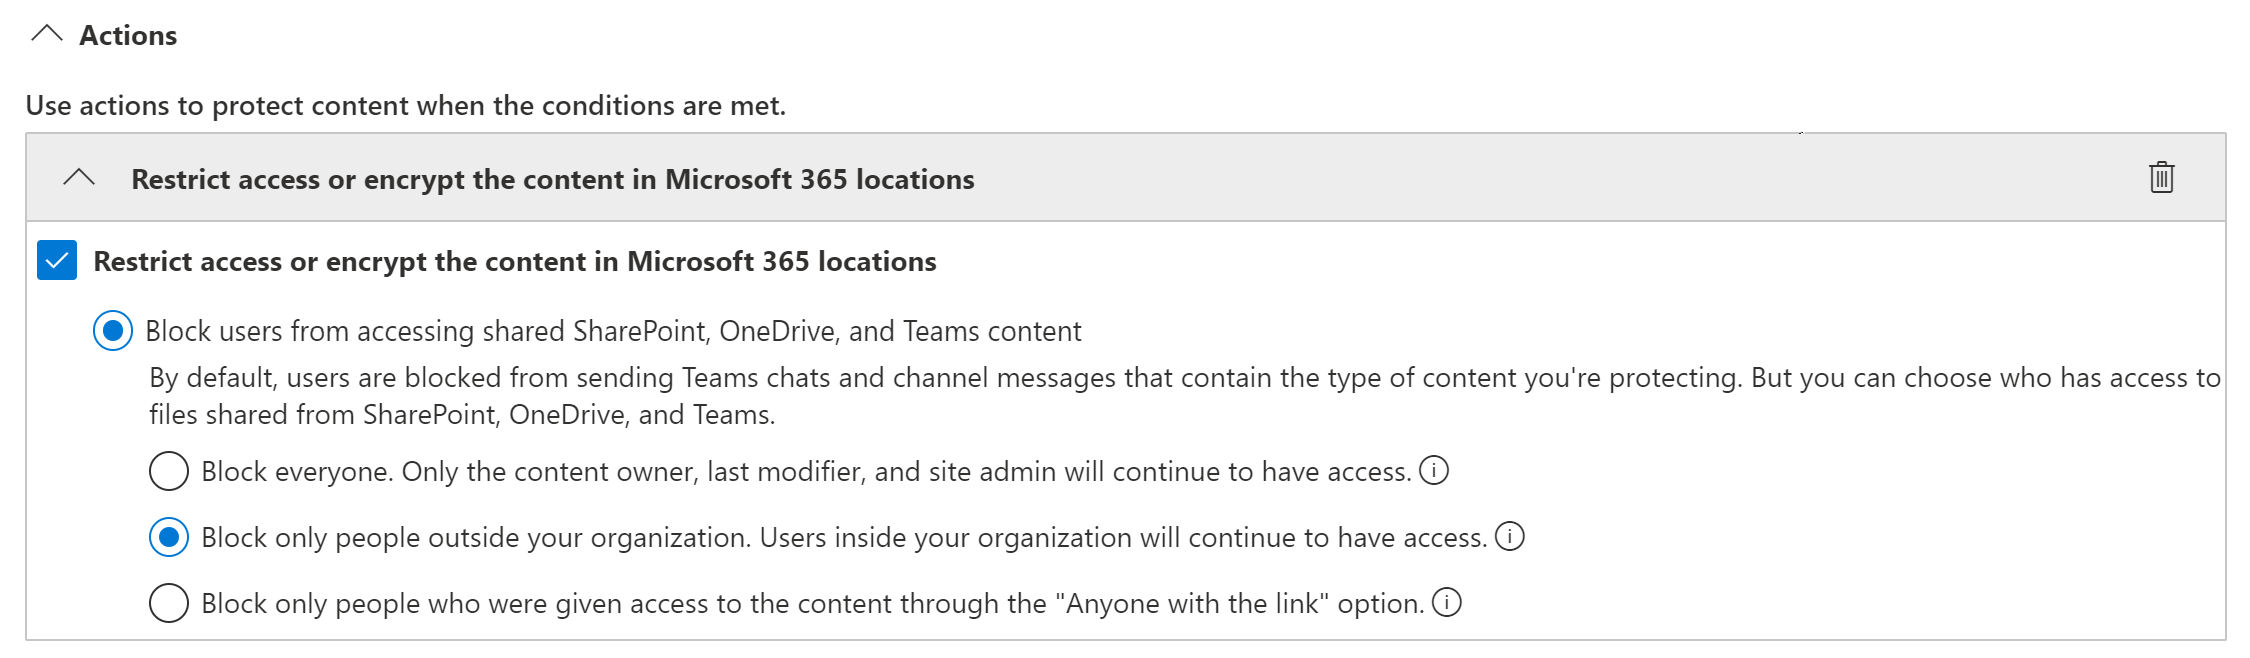 Actions
Use actions to protect content when the conditions are met.
Restrict access or encrypt the content in Microsoft 365 locations
Restrict access or encrypt the content in Microsoft 365 locations
Block users from accessing shared SharePoint, OneDrive, and Teams content
By default, users are blocked from sending Teams chats and channel messages that contain the type of content you're protecting. But you can choose who has access to
files shared from SharePoint, OneDrive, and Teams.
Block everyone. Only the content owner, last modifier, and site admin will continue to have access.
Block only people outside your organization. Users inside your organization will continue to have access.
Block only people who were given access to the content through the "Anyone with the link" option.